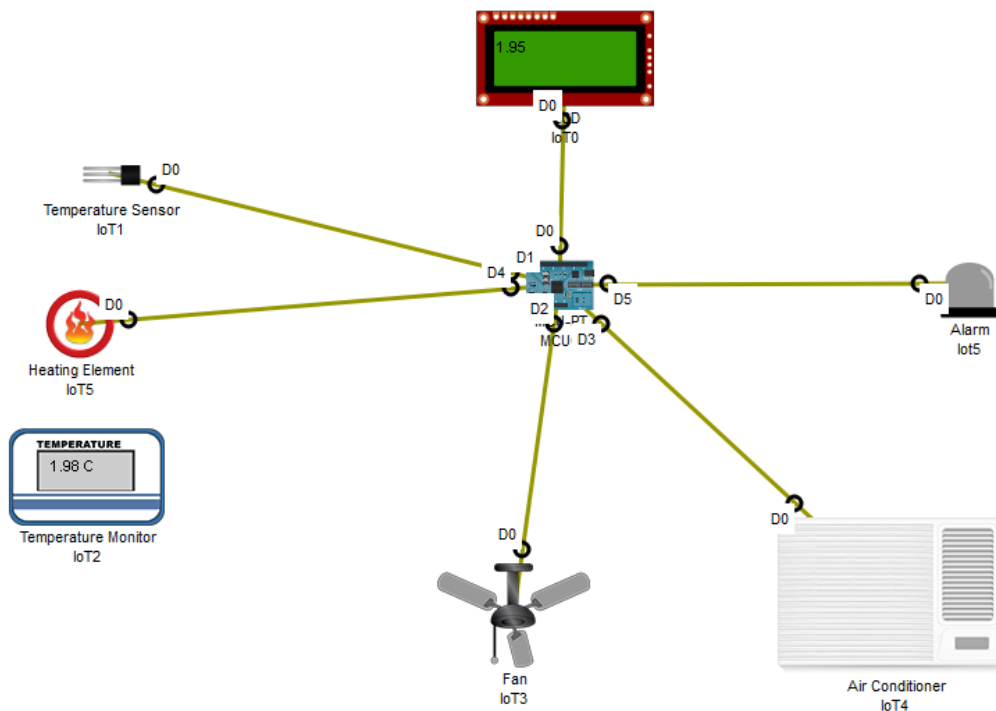 1.95
D0
IoT0
D0
Temperature Sensor
IoT1
D0
D1
D4
D0
D5
D0
D2
D3
Alarm
Iot5
Heating Element
IoT5
TEMPERATURE
1.98 C
Temperature Monitor
IoT2
D0
D0
Fan
IoT3
Air Conditioner
IoT4